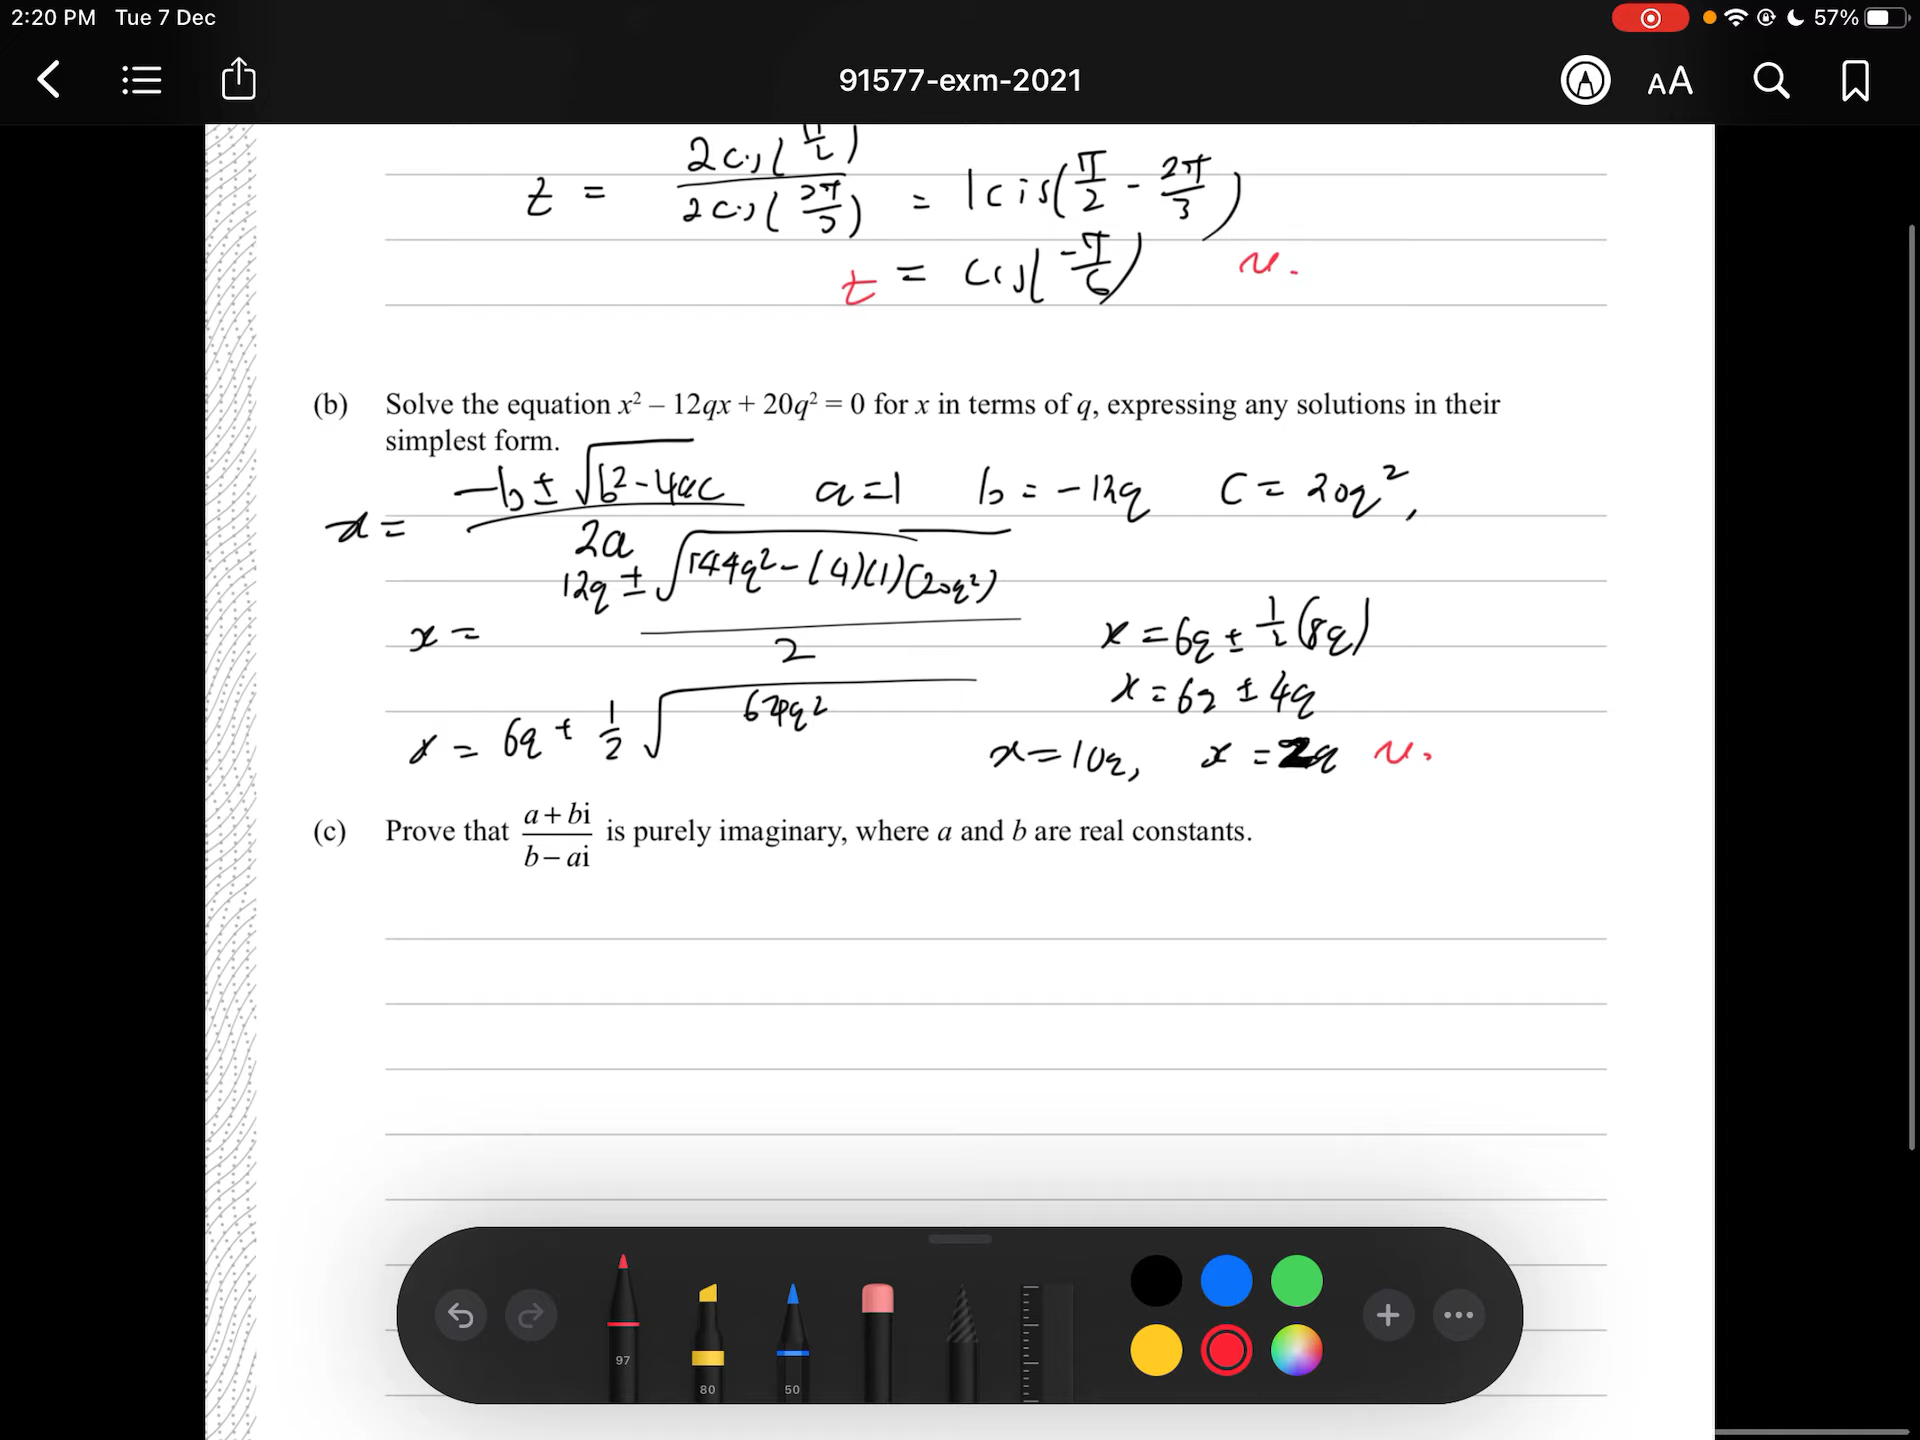 2:20 PM Tue 7 Dec 57%
91577-exm-2021
AA
z = 2cis(π/2) / 2cis(2π/3) = 1cis(π/2 - 2π/3)
z = cis(-π/6) u.
(b) Solve the equation x² – 12qx + 20q² = 0 for x in terms of q, expressing any solutions in their
simplest form.
x = (-b ± √(b²-4ac)) / 2a a=1 b = -12q c = 20q²,
x = (12q ± √(144q² - (4)(1)(20q²))) / 2
x = 6q ± 1/2 √(64q²)
x = 6q ± 1/2 (8q)
x = 6q ± 4q
x = 10q, x = 2q u.
(c) Prove that (a + bi)/(b – ai) is purely imaginary, where a and b are real constants.
97 80 50